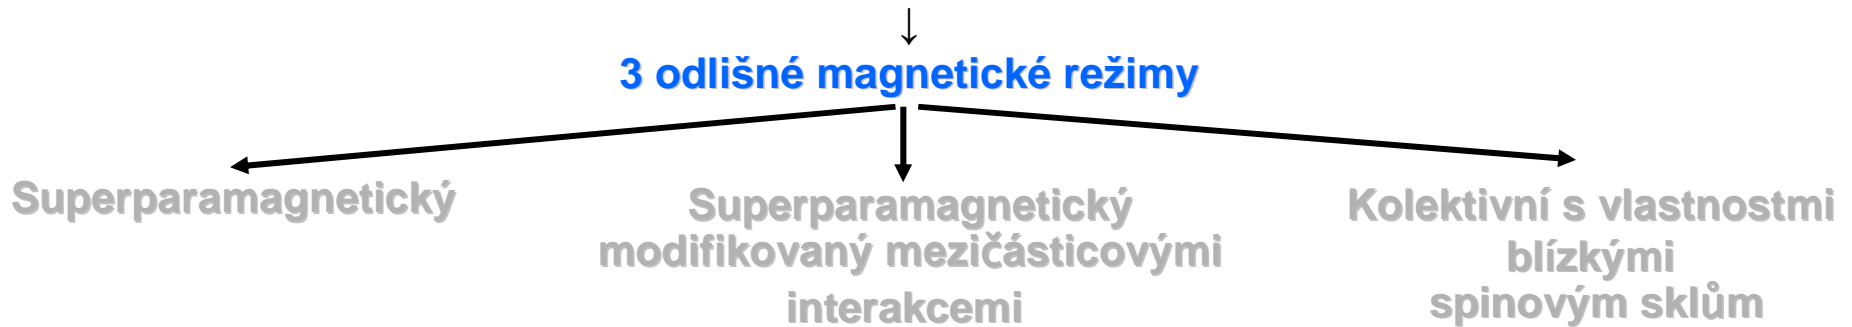 3 odlišné magnetické režimy
Superparamagnetický
Superparamagnetický
modifikovaný mezičásticovými
interakcemi
Kolektivní s vlastnostmi
blízkými
spinovým sklům